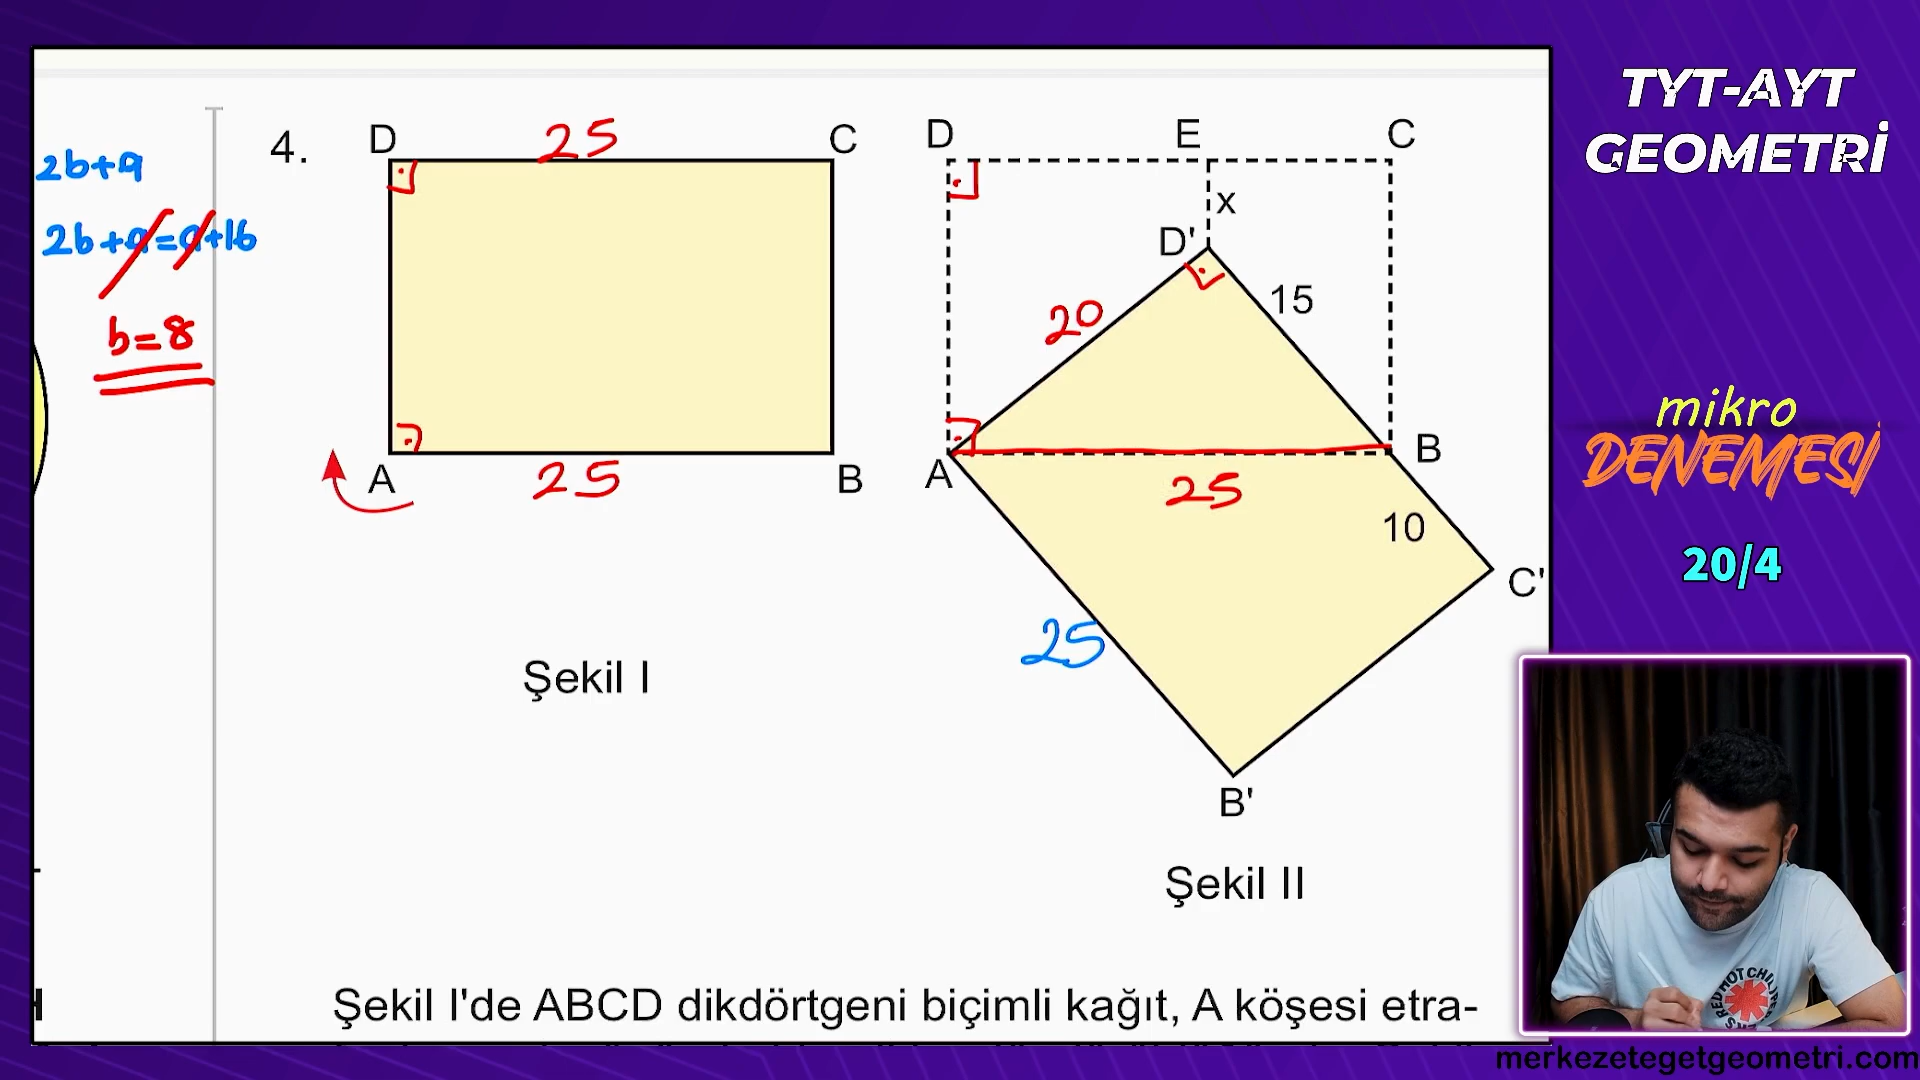 2b+9
2b+9=9+16
b=8
4.
D
25
C
A
25
B
Şekil I
D
E
C
x
D'
15
20
A
B
25
10
C'
25
B'
Şekil II
Şekil I'de ABCD dikdörtgeni biçimli kağıt, A köşesi etra-
TYT-AYT
GEOMETRİ
mikro
DENEMESİ
20/4
merkezetegetgeometri.com